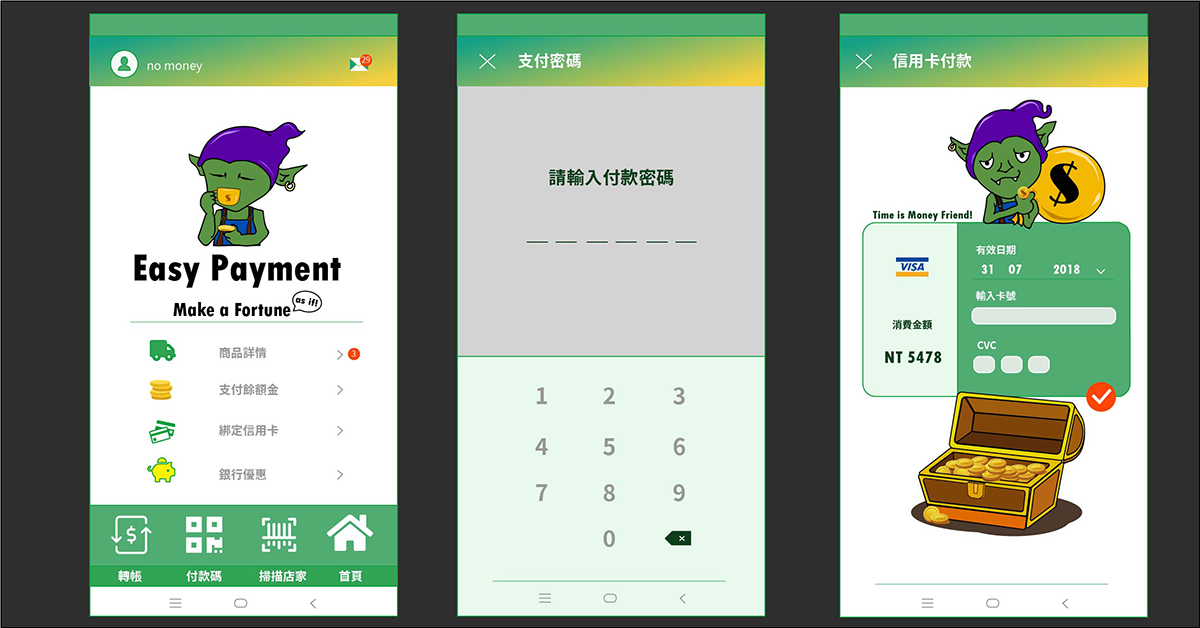 no money
29
Easy Payment
Make a Fortune
as if!
商品詳情
3
支付餘額金
綁定信用卡
銀行優惠
$
轉帳
付款碼
掃描店家
首頁
支付密碼
請輸入付款密碼
1 2 3
4 5 6
7 8 9
0
信用卡付款
$
Time is Money Friend!
VISA
消費金額
NT 5478
有效日期
31 07 2018
輸入卡號
CVC